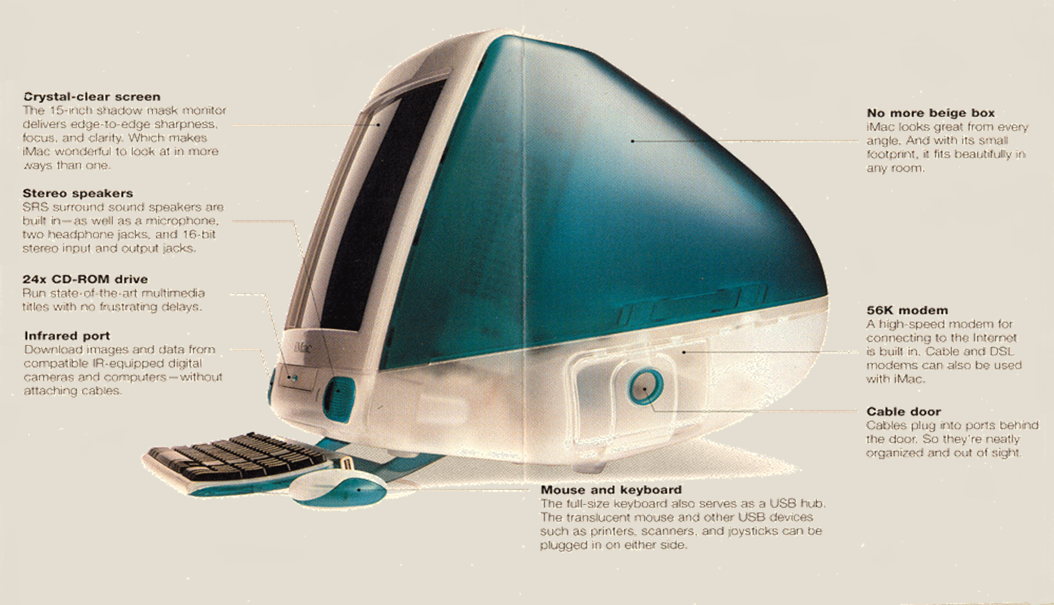 Crystal-clear screen
The 15-inch shadow mask monitor
delivers edge-to-edge sharpness,
focus, and clarity. Which makes
iMac wonderful to look at in more
ways than one.
Stereo speakers
SRS surround sound speakers are
built in—as well as a microphone,
two headphone jacks, and 16-bit
stereo input and output jacks.
24x CD-ROM drive
Run state-of-the-art multimedia
titles with no frustrating delays.
Infrared port
Download images and data from
compatible IR-equipped digital
cameras and computers—without
attaching cables.
iMac
No more beige box
iMac looks great from every
angle. And with its small
footprint, it fits beautifully in
any room.
56K modem
A high-speed modem for
connecting to the Internet
is built in. Cable and DSL
modems can also be used
with iMac.
Cable door
Cables plug into ports behind
the door. So they're neatly
organized and out of sight.
Mouse and keyboard
The full-size keyboard also serves as a USB hub.
The translucent mouse and other USB devices
such as printers, scanners, and joysticks can be
plugged in on either side.